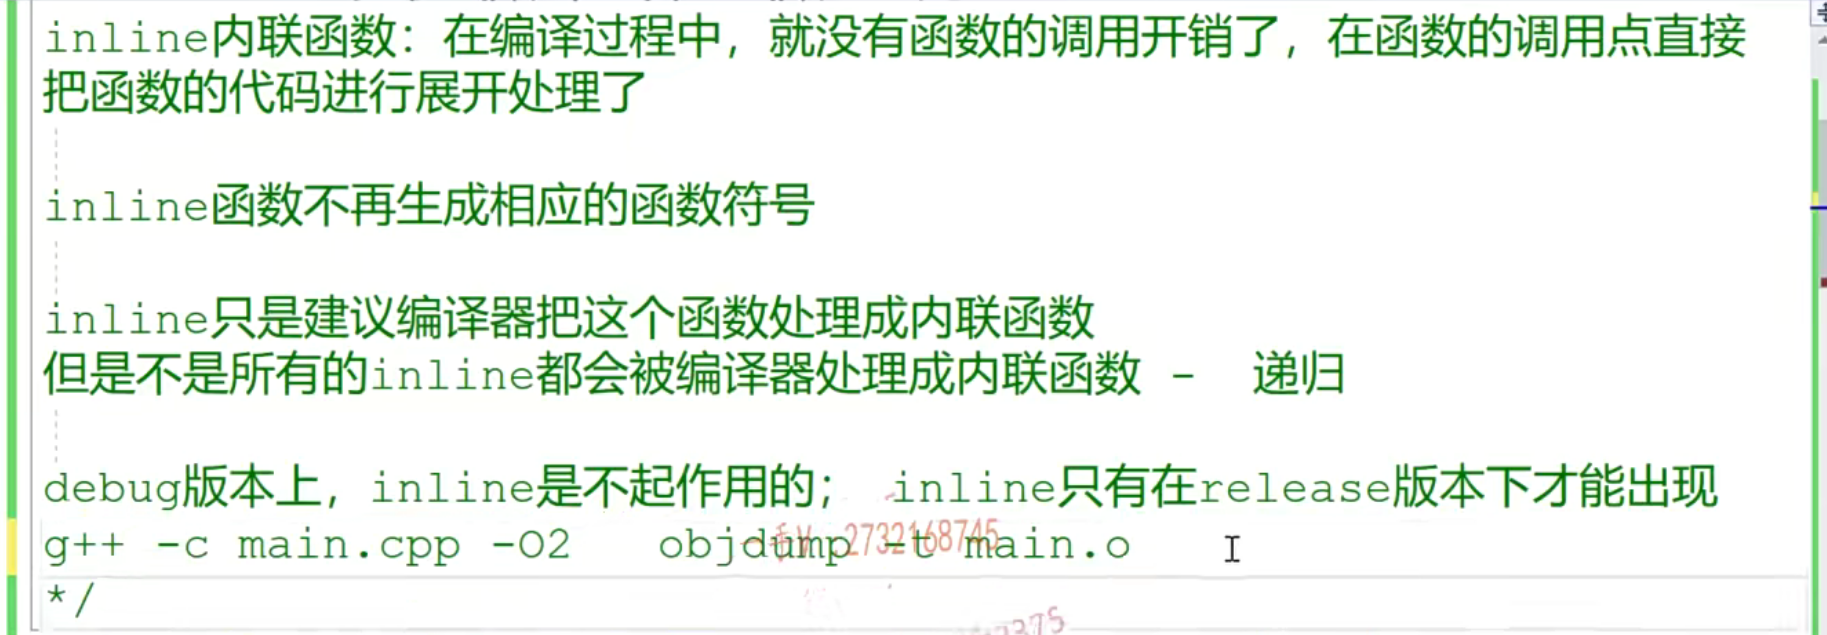 inline内联函数：在编译过程中，就没有函数的调用开销了，在函数的调用点直接
把函数的代码进行展开处理了
inline函数不再生成相应的函数符号
inline只是建议编译器把这个函数处理成内联函数
但是不是所有的inline都会被编译器处理成内联函数 - 递归
debug版本上，inline是不起作用的； inline只有在release版本下才能出现
g++ -c main.cpp -O2 objdump -t main.o
2732168745
*/